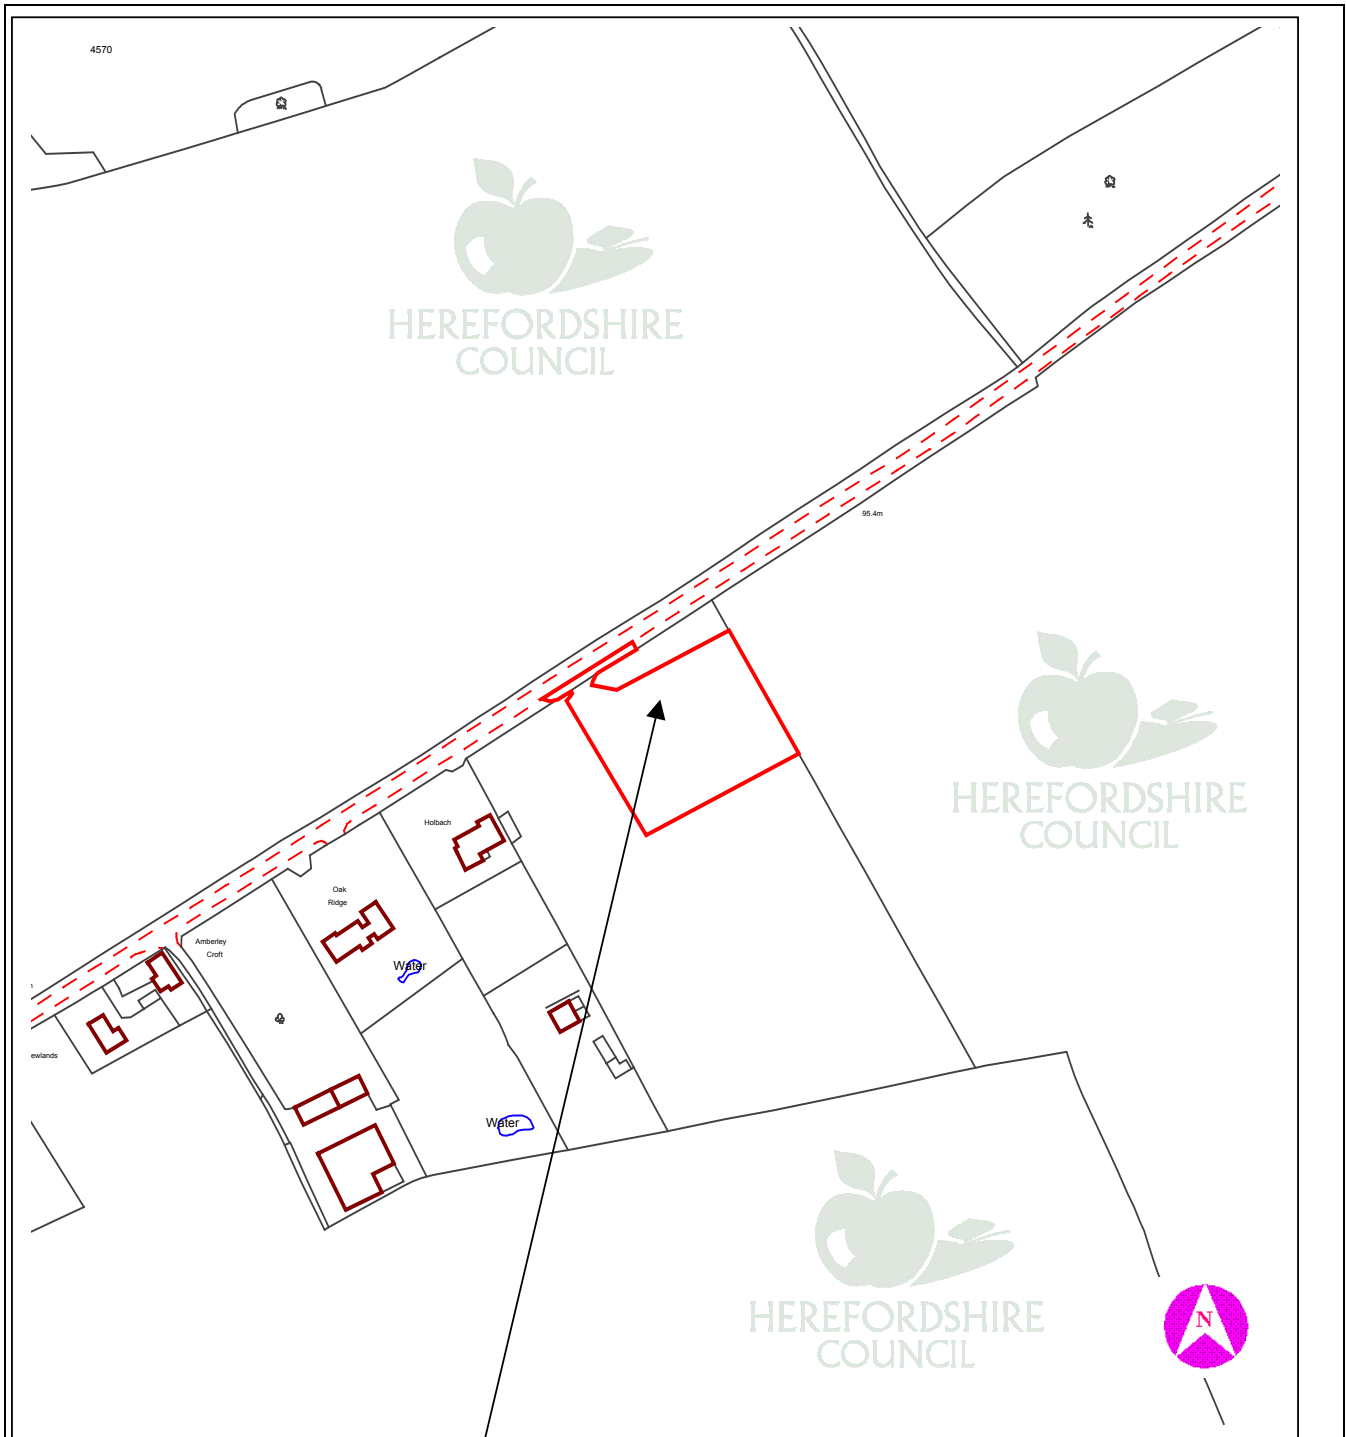 4570
HEREFORDSHIRE
COUNCIL
95.4m
HEREFORDSHIRE
COUNCIL
Holbach
Oak
Ridge
Amberley
Croft
Water
ewlands
Water
HEREFORDSHIRE
COUNCIL
N